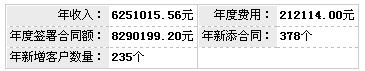 年收入： 6251015.56元 年度费用： 212114.00元
年度签署合同额： 8290199.20元 年新添合同： 378个
年新增客户数量： 235个